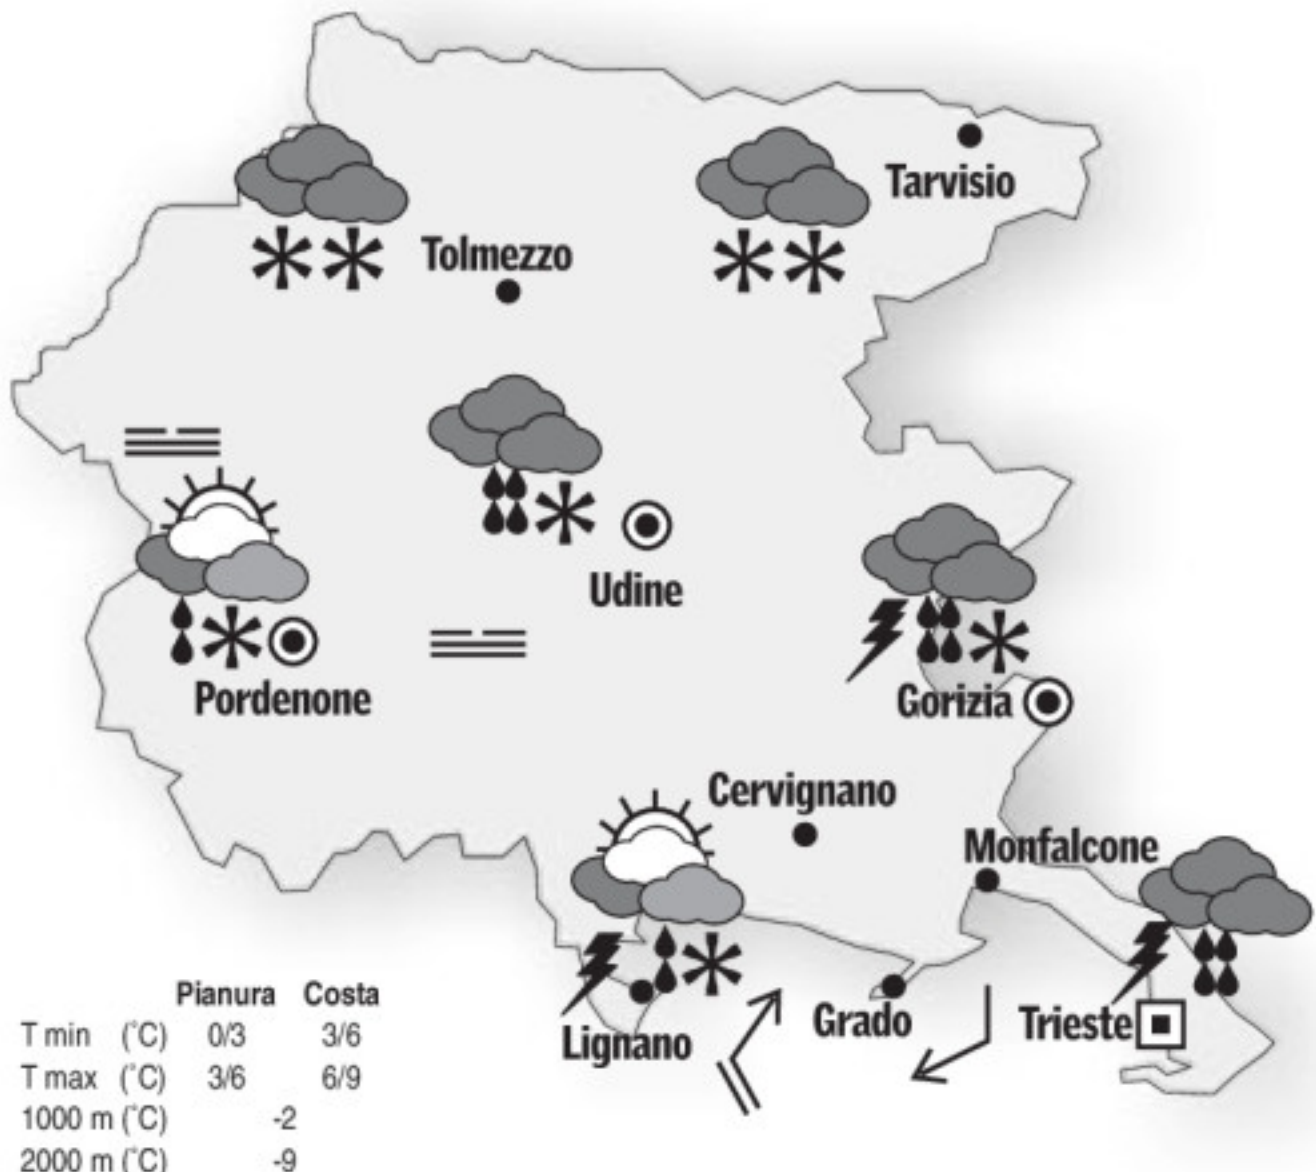 Tarvisio
Tolmezzo
Udine
Pordenone
Gorizia
Cervignano
Monfalcone
Grado
Trieste
Lignano
Pianura Costa
T min (°C) 0/3 3/6
T max (°C) 3/6 6/9
1000 m (°C) -2
2000 m (°C) -9